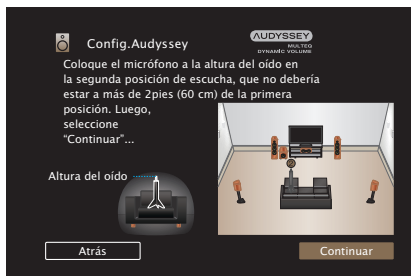 Config.Audyssey
AUDYSSEY
MULTEQ
DYNAMIC VOLUME
Coloque el micrófono a la altura del oído en
la segunda posición de escucha, que no debería
estar a más de 2pies (60 cm) de la primera
posición. Luego,
seleccione
“Continuar”...
Altura del oído
Atrás
Continuar